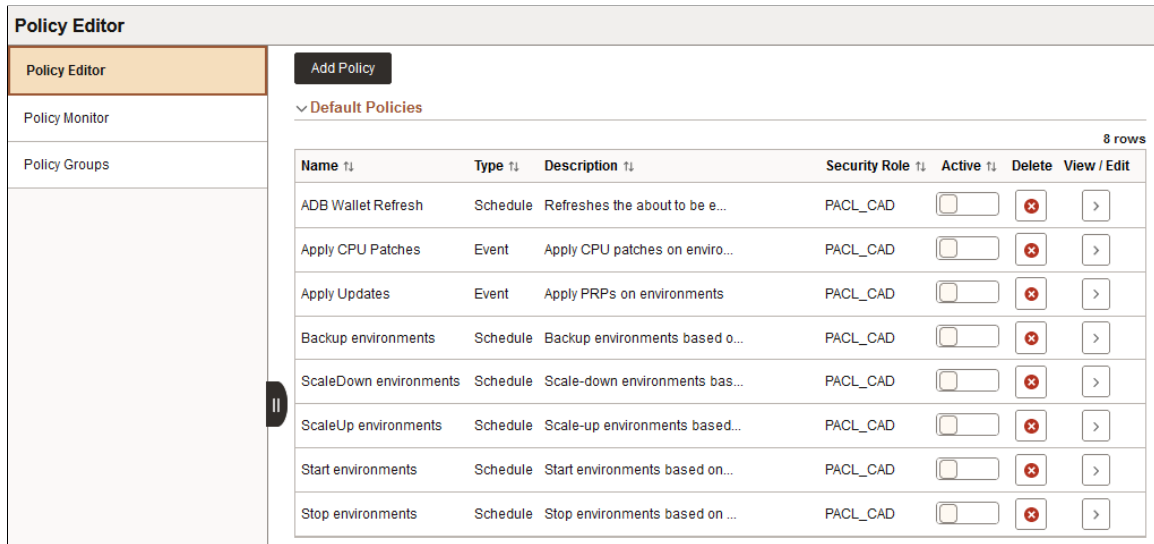 Policy Editor
Policy Editor
Policy Monitor
Policy Groups
Add Policy
Default Policies
8 rows
Name Type Description Security Role Active Delete View / Edit
ADB Wallet Refresh Schedule Refreshes the about to be e... PACL_CAD
Apply CPU Patches Event Apply CPU patches on enviro... PACL_CAD
Apply Updates Event Apply PRPs on environments PACL_CAD
Backup environments Schedule Backup environments based o... PACL_CAD
ScaleDown environments Schedule Scale-down environments bas... PACL_CAD
ScaleUp environments Schedule Scale-up environments based... PACL_CAD
Start environments Schedule Start environments based on... PACL_CAD
Stop environments Schedule Stop environments based on ... PACL_CAD